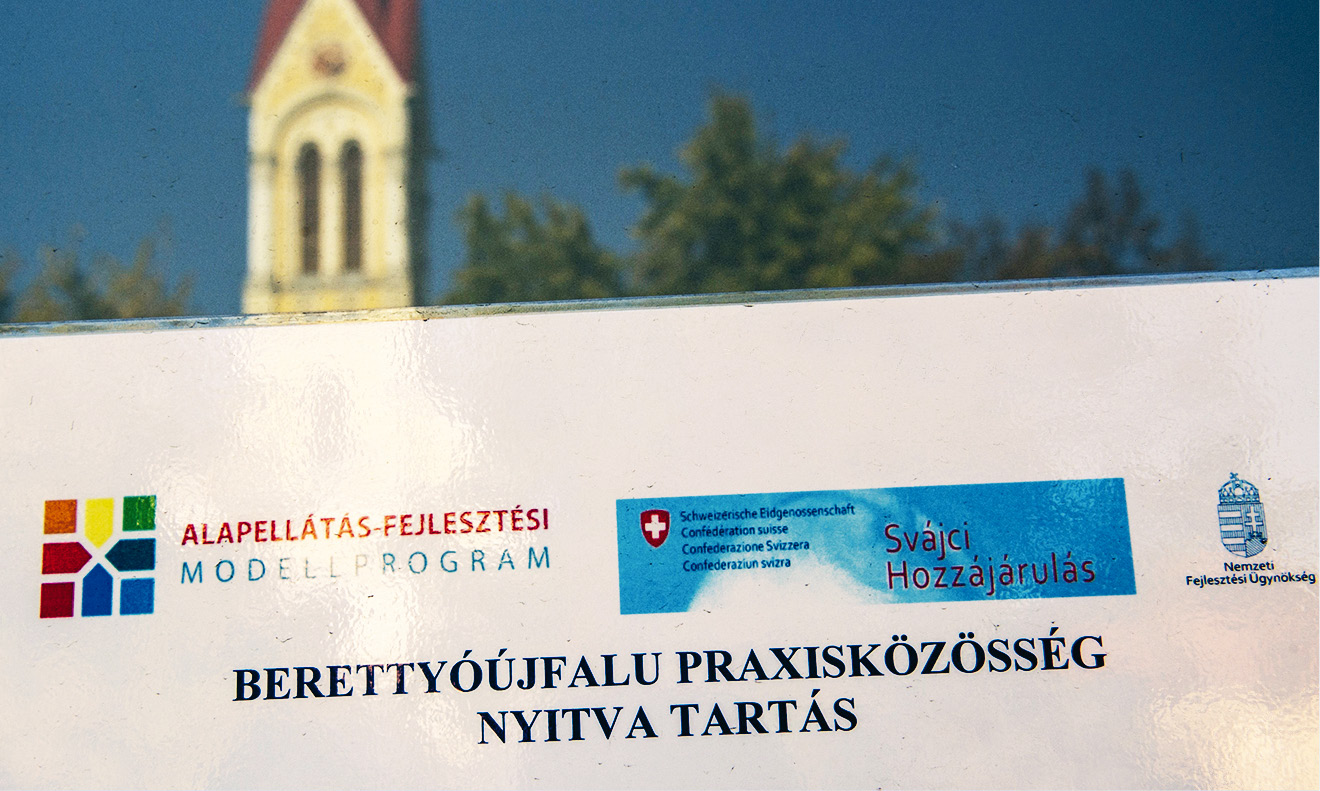 ALAPELLÁTÁS-FEJLESZTÉSI
MODELLPROGRAM
Schweizerische Eidgenossenschaft
Confédération suisse
Confederazione Svizzera
Confederaziun svizra
Svájci
Hozzájárulás
Nemzeti
Fejlesztési Ügynökség
BERETTYÓÚJFALU PRAXISKÖZÖSSÉG
NYITVA TARTÁS